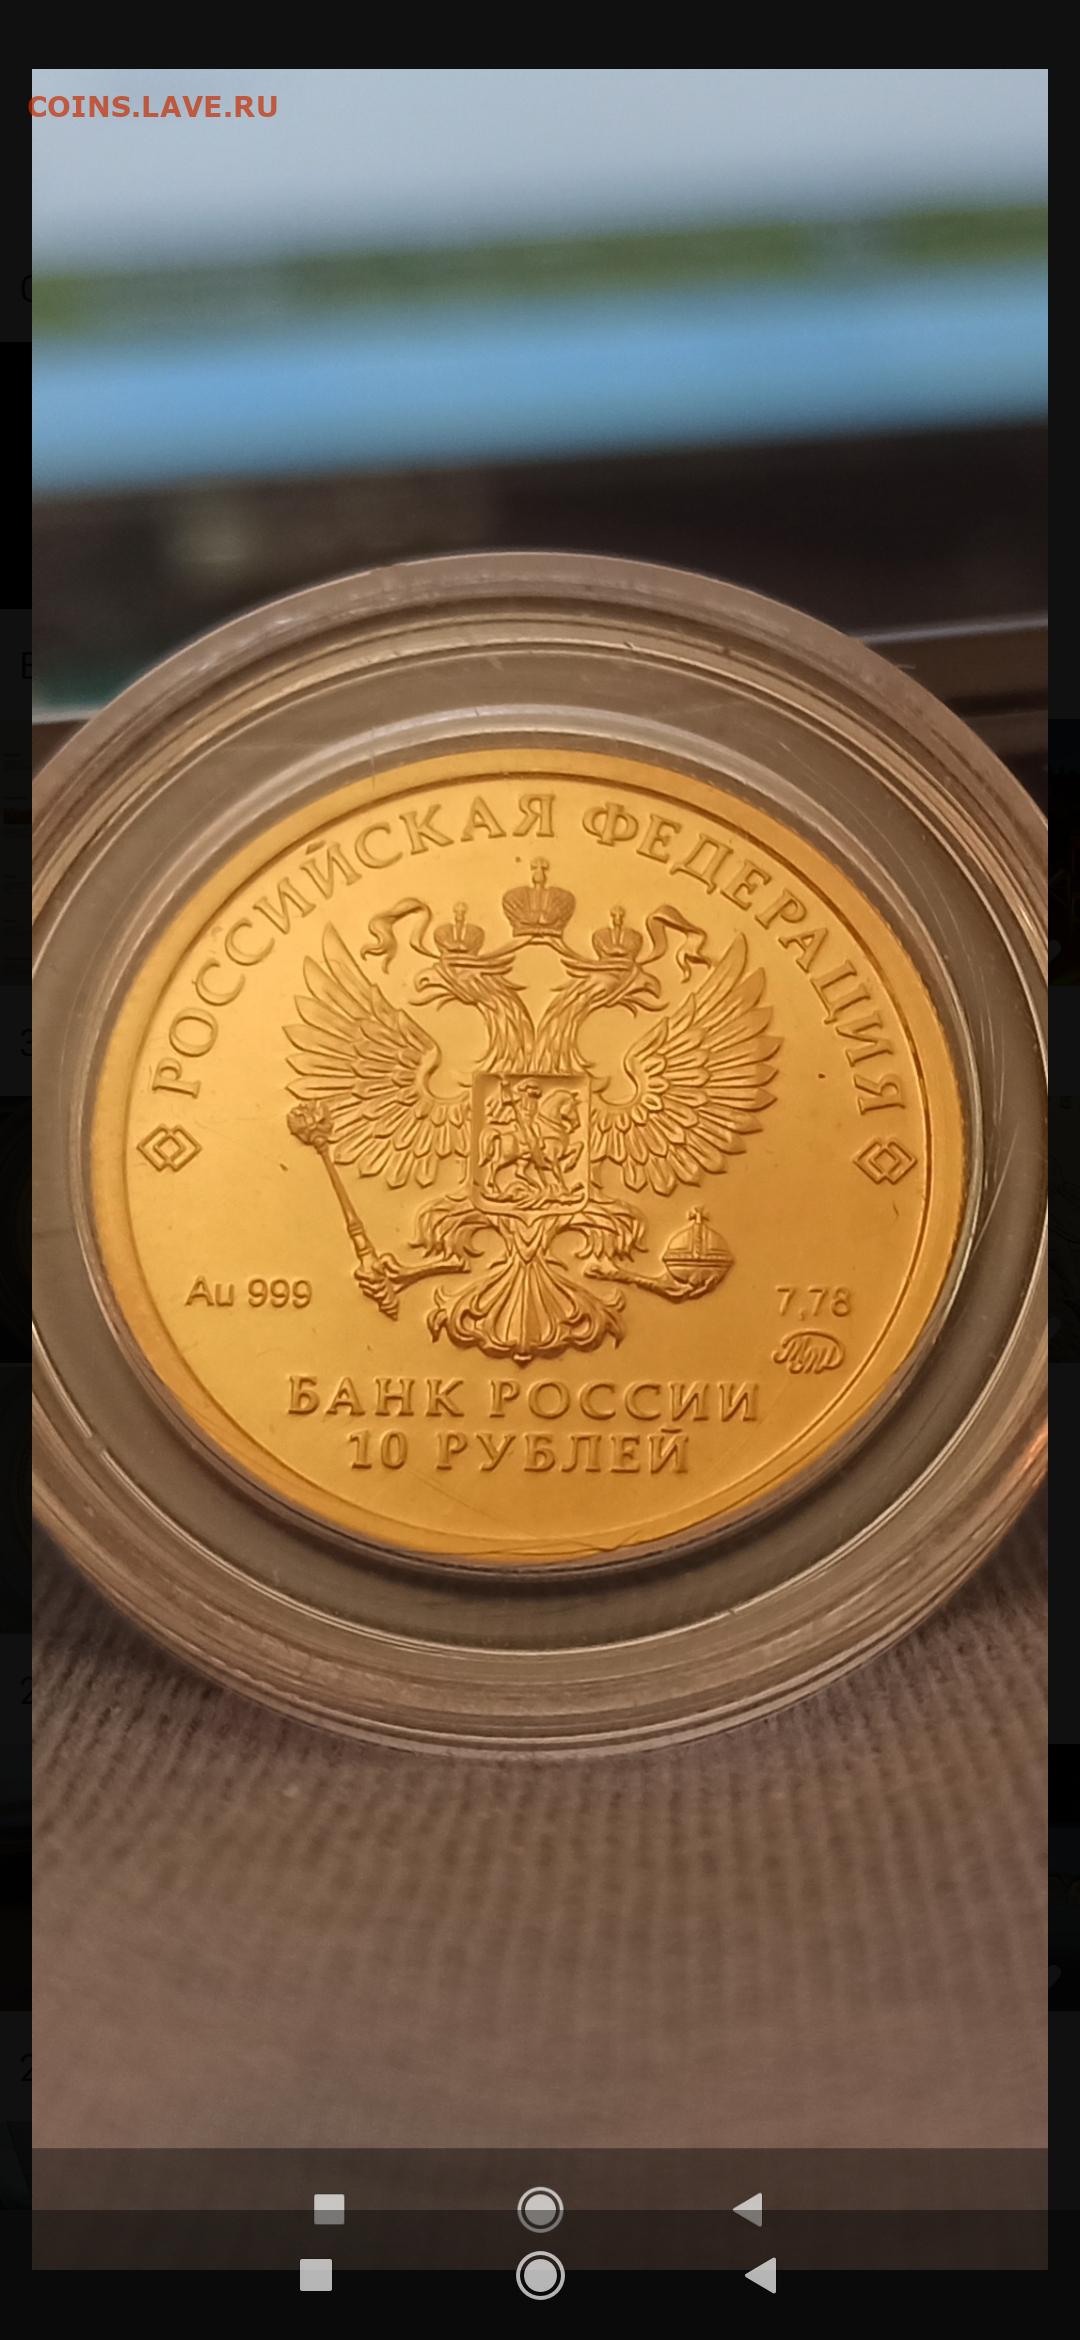 COINS.LAVE.RU
РОССИЙСКАЯ ФЕДЕРАЦИЯ
Au 999
7,78
ММД
БАНК РОССИИ
10 РУБЛЕЙ